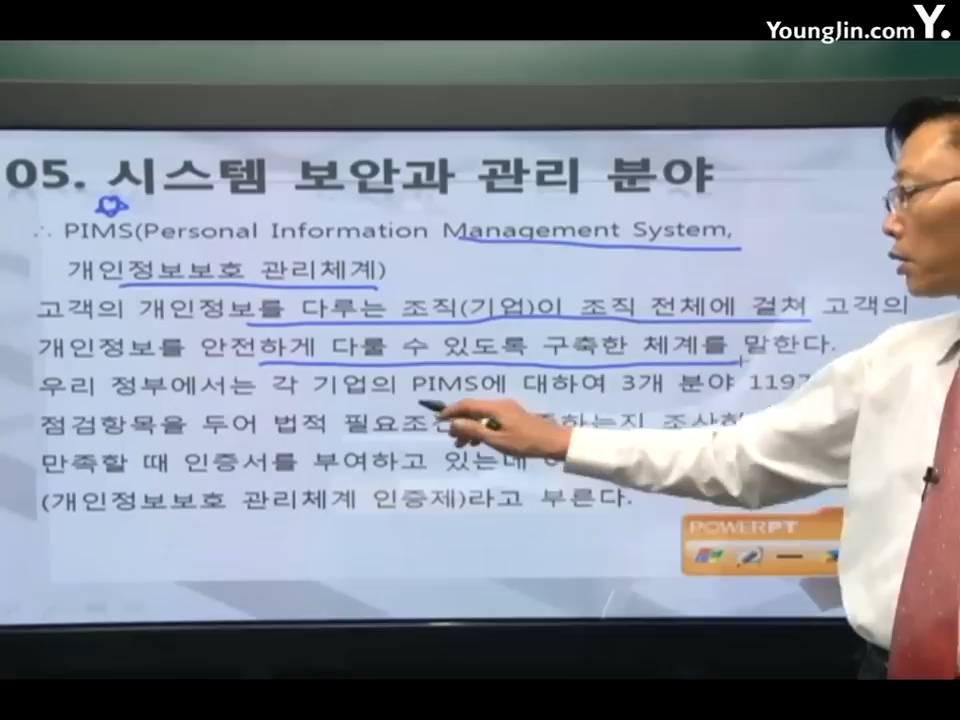 YoungJin.com Y.
05. 시스템 보안과 관리 분야
∴ PIMS(Personal Information Management System,
개인정보보호 관리체계)
고객의 개인정보를 다루는 조직(기업)이 조직 전체에 걸쳐 고객의
개인정보를 안전하게 다룰 수 있도록 구축한 체계를 말한다.
우리 정부에서는 각 기업의 PIMS에 대하여 3개 분야 119
점검항목을 두어 법적
만족할 때 인증서를 부여하고 있는데
(개인정보보호 관리체계 인증제)라고 부른다.
POWERPT